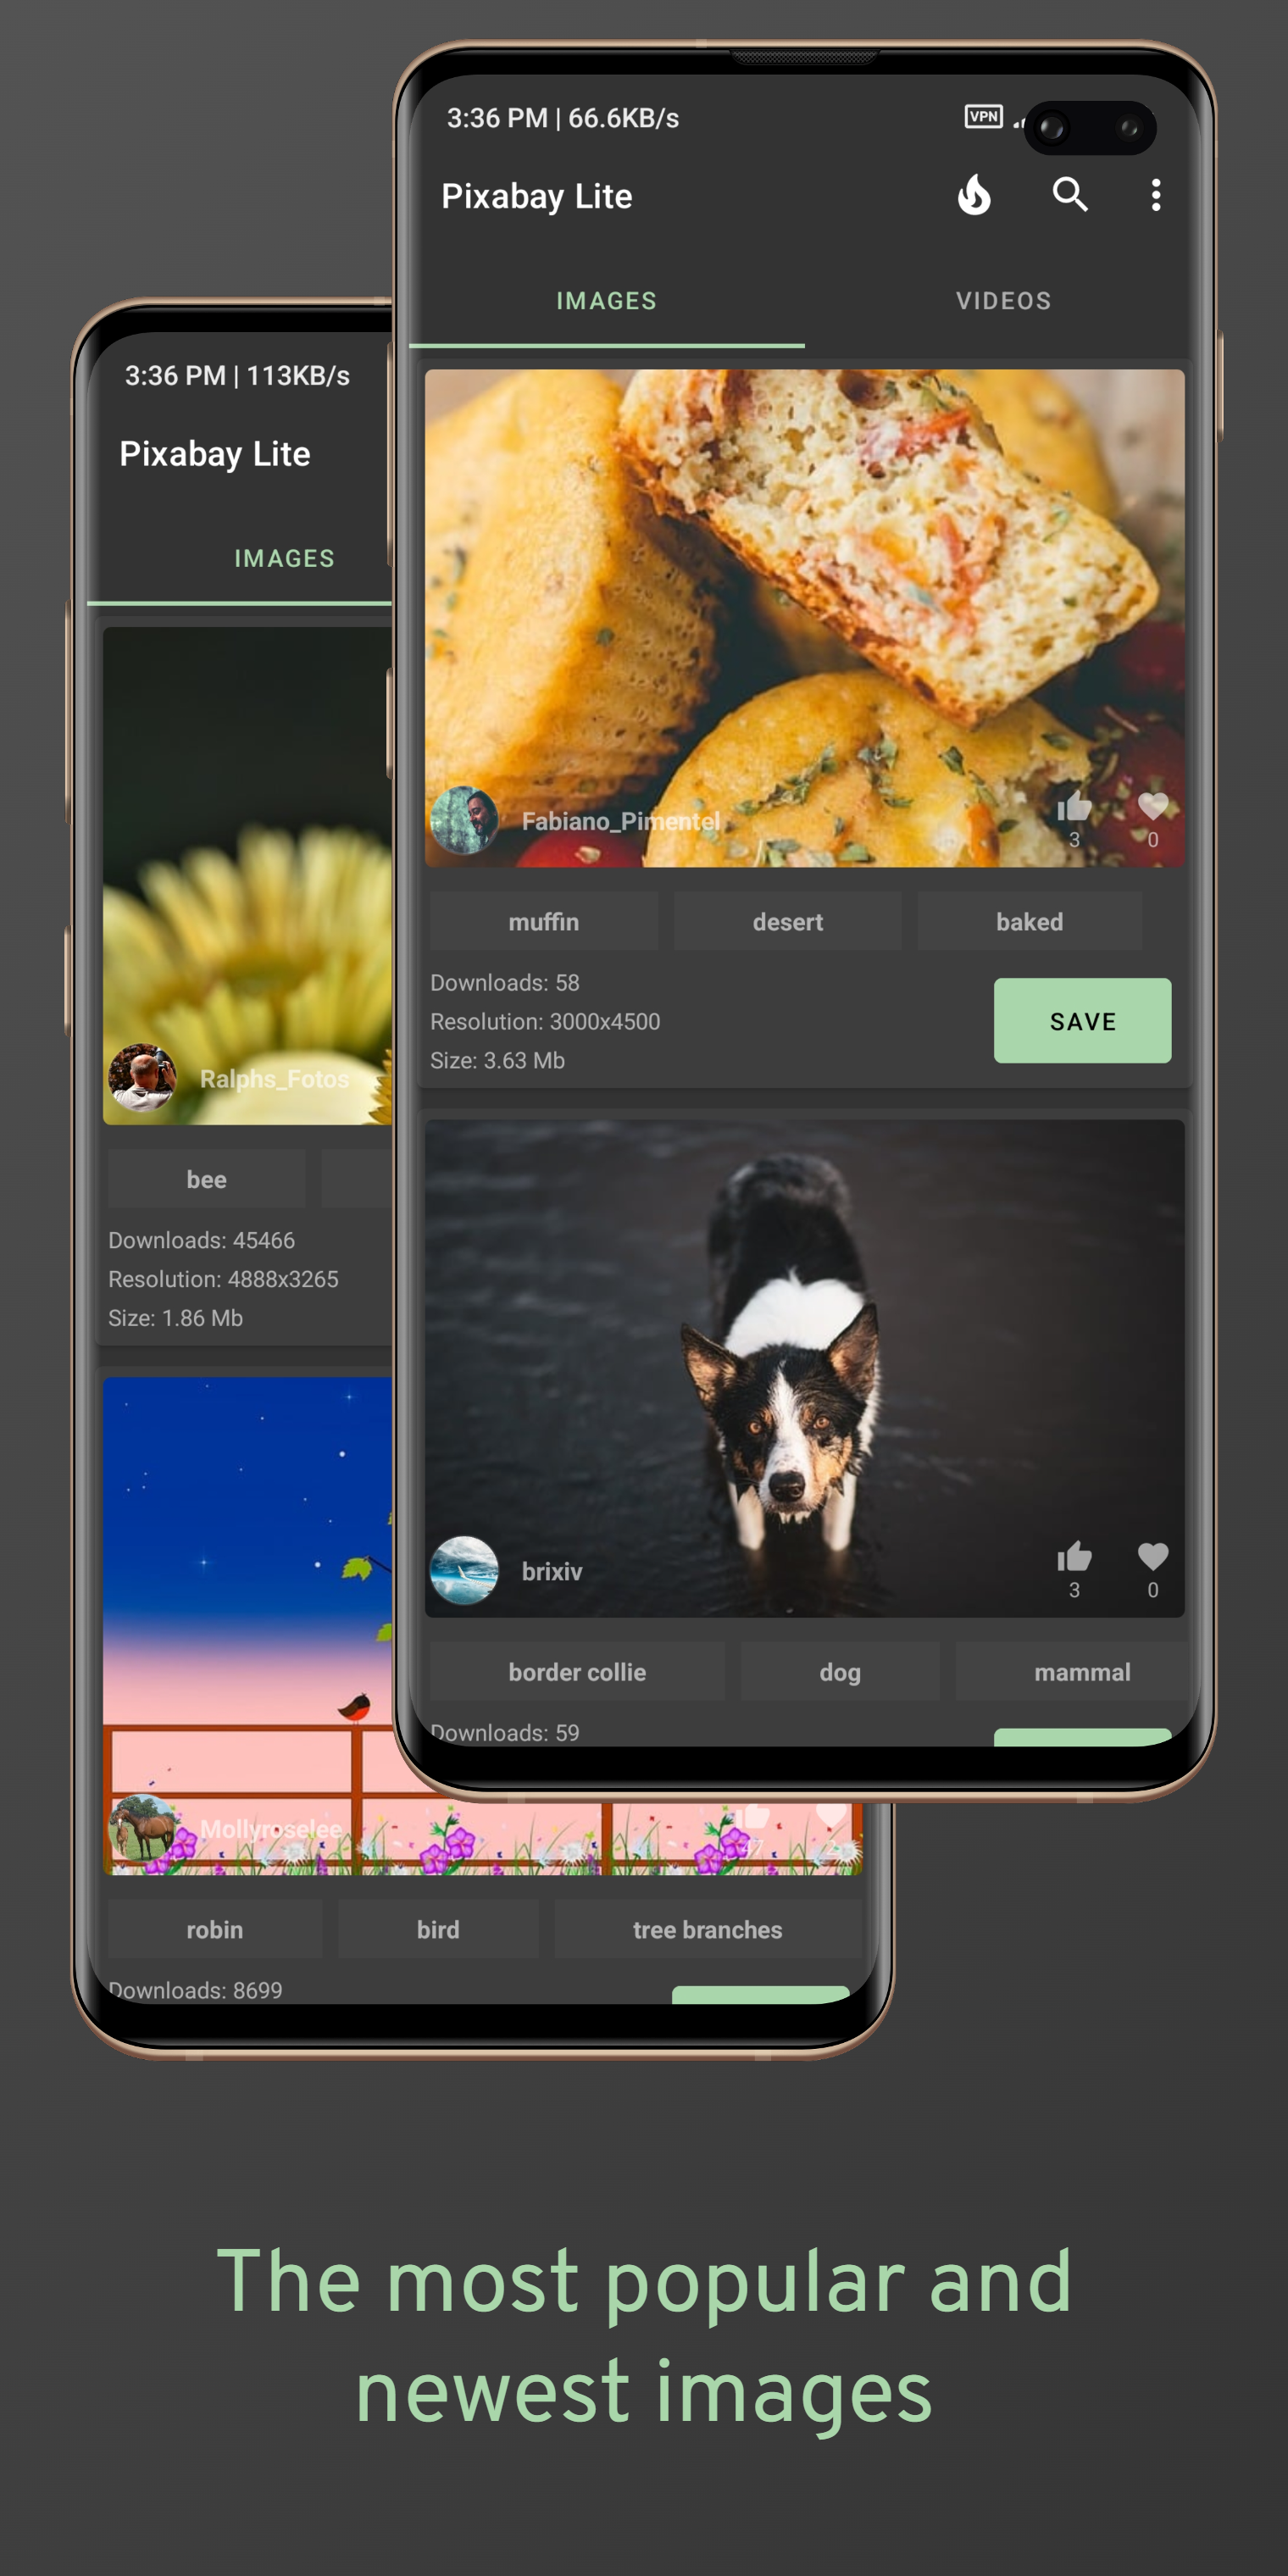 3:36 PM | 66.6KB/s
VPN
Pixabay Lite
IMAGES
VIDEOS
Fabiano_Pimentel
3
0
muffin
desert
baked
Downloads: 58
Resolution: 3000x4500
Size: 3.63 Mb
SAVE
brixiv
3
0
border collie
dog
mammal
Downloads: 59
3:36 PM | 113KB/s
Pixabay Lite
IMAGES
Ralphs_Fotos
bee
Downloads: 45466
Resolution: 4888x3265
Size: 1.86 Mb
Mollyroselee
robin
bird
tree branches
Downloads: 8699
The most popular and
newest images